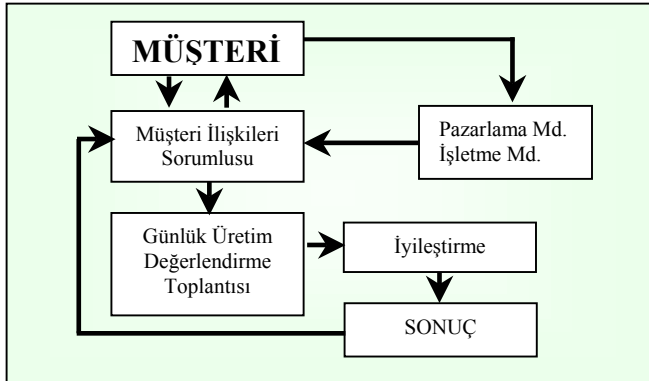 MÜŞTERİ
Müşteri İlişkileri
Sorumlusu
Pazarlama Md.
İşletme Md.
Günlük Üretim
Değerlendirme
Toplantısı
İyileştirme
SONUÇ